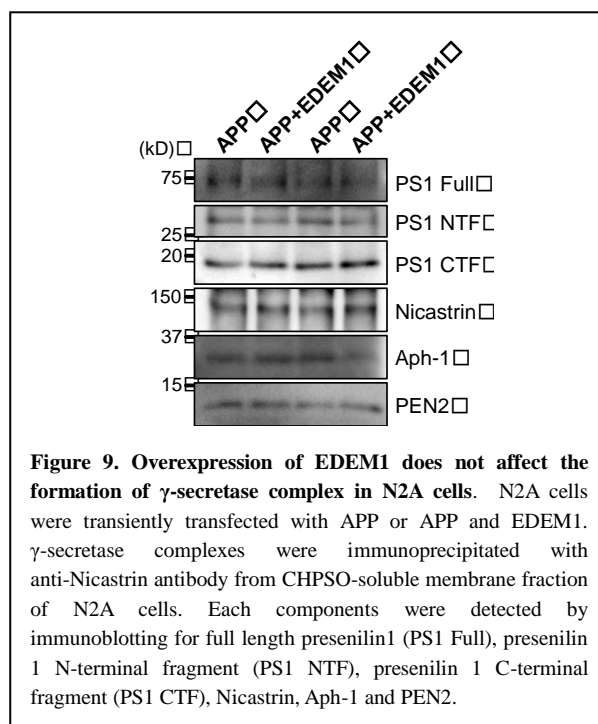 APP□ APP+EDEM1□ APP□ APP+EDEM1□
(kD)□
75 PS1 Full□
PS1 NTF□
25
20 PS1 CTF□
150 Nicastrin□
37
Aph-1□
15
PEN2□
Figure 9. Overexpression of EDEM1 does not affect the
formation of γ-secretase complex in N2A cells. N2A cells
were transiently transfected with APP or APP and EDEM1.
γ-secretase complexes were immunoprecipitated with
anti-Nicastrin antibody from CHPSO-soluble membrane fraction
of N2A cells. Each components were detected by
immunoblotting for full length presenilin1 (PS1 Full), presenilin
1 N-terminal fragment (PS1 NTF), presenilin 1 C-terminal
fragment (PS1 CTF), Nicastrin, Aph-1 and PEN2.